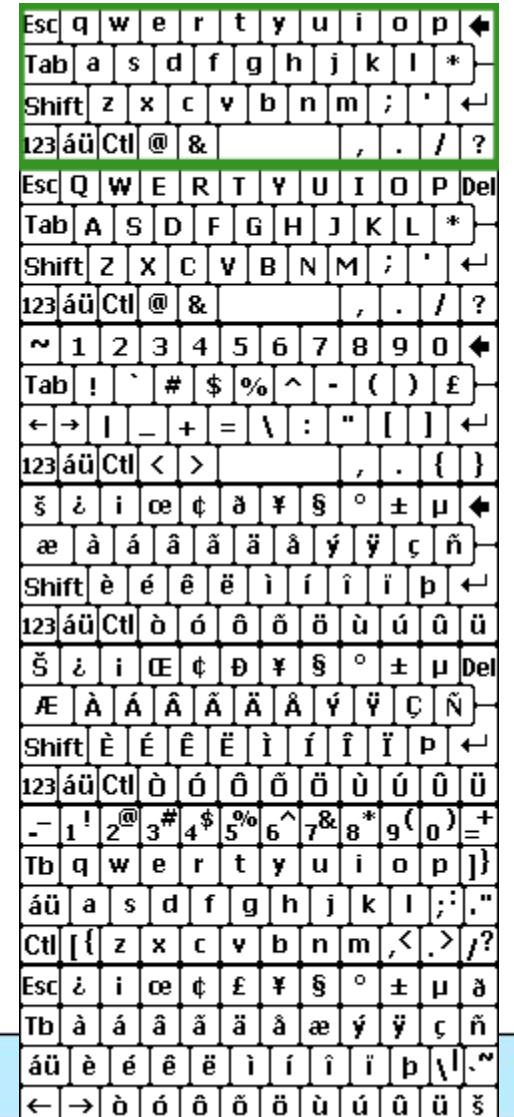 Esc q w e r t y u i o p 🡄
Tab a s d f g h j k l * ⊢
Shift z x c v b n m ; ' ↵
123 áü Ctl @ & , . / ?
Esc Q W E R T Y U I O P Del
Tab A S D F G H J K L * ⊢
Shift Z X C V B N M ; ' ↵
123 áü Ctl @ & , . / ?
~ 1 2 3 4 5 6 7 8 9 0 🡄
Tab ! ` # $ % ^ - ( ) £ ⊢
← → | _ + = \ : " [ ] ↵
123 áü Ctl < > , . { }
š ¿ ¡ œ ¢ ð ¥ § ° ± µ 🡄
æ à á â ã ä å ý ÿ ç ñ ⊢
Shift è é ê ë ì í î ï þ ↵
123 áü Ctl ò ó ô õ ö ù ú û ü
Š ¿ ¡ Œ ¢ Ð ¥ § ° ± µ Del
Æ À Á Â Ã Ä Å Ý Ÿ Ç Ñ ⊢
Shift È É Ê Ë Ì Í Î Ï Þ ↵
123 áü Ctl Ò Ó Ô Õ Ö Ù Ú Û Ü
-_ 1! 2@ 3# 4$ 5% 6^ 7& 8* 9( 0) =+
Tb q w e r t y u i o p ]}
áü a s d f g h j k l ;: ,"
Ctl [{ z x c v b n m ,< .> /?
Esc ¿ ¡ œ ¢ £ ¥ § ° ± µ ð
Tb à á â ã ä å æ ý ÿ ç ñ
áü è é ê ë ì í î ï þ \| .~
← → ò ó ô õ ö ù ú û ü š